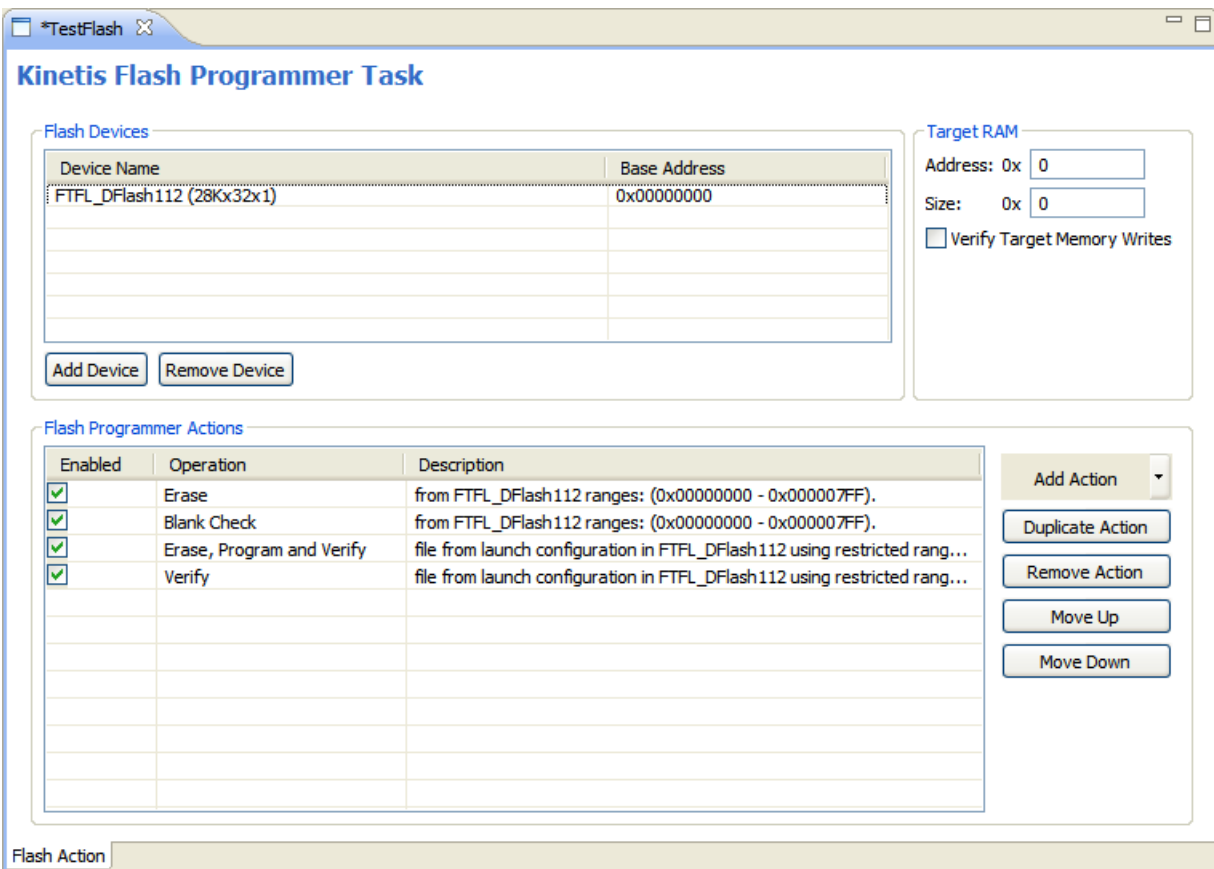 *TestFlash
Kinetis Flash Programmer Task
Flash Devices
Device Name Base Address
FTFL_DFlash112 (28Kx32x1) 0x00000000
Add Device Remove Device
Target RAM
Address: 0x 0
Size: 0x 0
Verify Target Memory Writes
Flash Programmer Actions
Enabled Operation Description
Erase from FTFL_DFlash112 ranges: (0x00000000 - 0x000007FF).
Blank Check from FTFL_DFlash112 ranges: (0x00000000 - 0x000007FF).
Erase, Program and Verify file from launch configuration in FTFL_DFlash112 using restricted rang...
Verify file from launch configuration in FTFL_DFlash112 using restricted rang...
Add Action
Duplicate Action
Remove Action
Move Up
Move Down
Flash Action